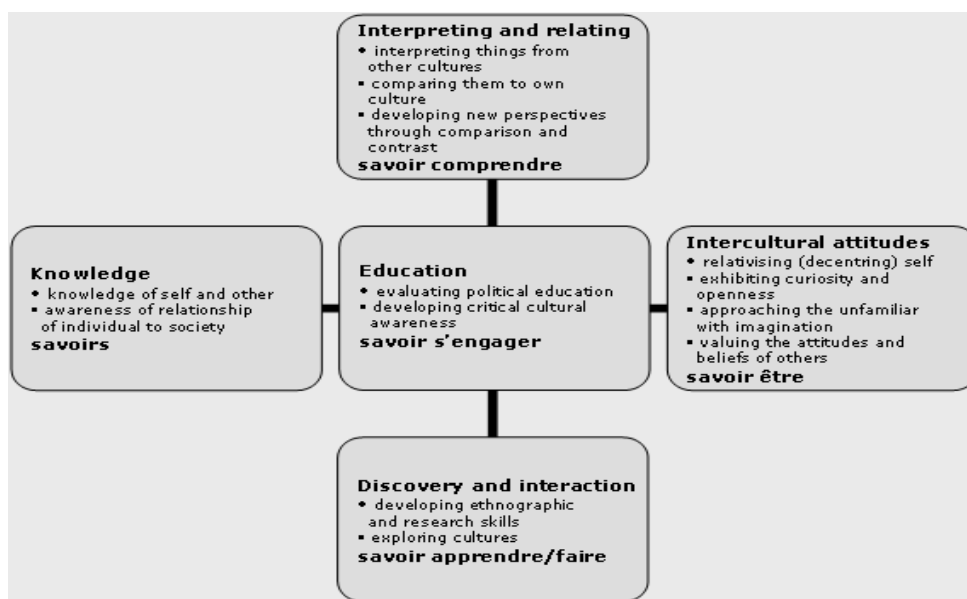 Interpreting and relating
• interpreting things from
other cultures
▪ comparing them to own
culture
▪ developing new perspectives
through comparison and
contrast
savoir comprendre
Knowledge
• knowledge of self and other
▪ awareness of relationship
of individual to society
savoirs
Education
• evaluating political education
▪ developing critical cultural
awareness
savoir s'engager
Intercultural attitudes
• relativising (decentring) self
▪ exhibiting curiosity and
openness
▪ approaching the unfamiliar
with imagination
▪ valuing the attitudes and
beliefs of others
savoir être
Discovery and interaction
• developing ethnographic
and research skills
▪ exploring cultures
savoir apprendre/faire